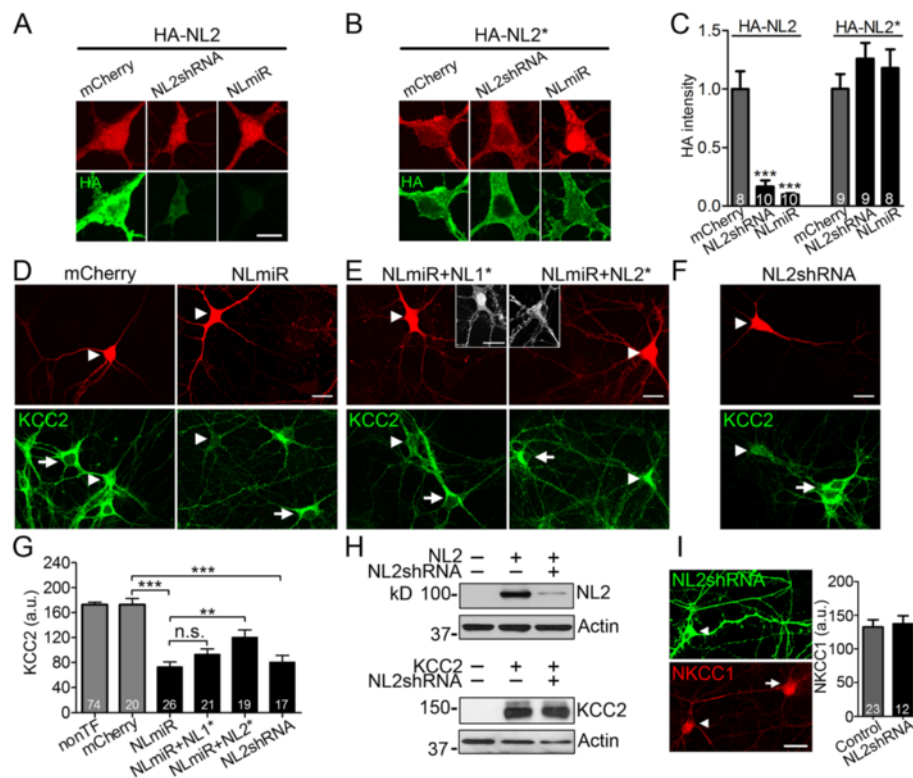 A
HA-NL2
mCherry
NL2shRNA
NLmiR
HA
B
HA-NL2*
mCherry
NL2shRNA
NLmiR
HA
C
HA-NL2
HA-NL2*
1.5
1.0
0.5
0.0
HA intensity
***
***
8
10
10
9
9
8
mCherry
NL2shRNA
NLmiR
mCherry
NL2shRNA
NLmiR
D
mCherry
NLmiR
KCC2
E
NLmiR+NL1*
NLmiR+NL2*
KCC2
F
NL2shRNA
KCC2
G
240
200
160
120
80
40
0
KCC2 (a.u.)
***
***
**
n.s.
74
20
26
21
19
17
nonTF
mCherry
NLmiR
NLmiR+NL1*
NLmiR+NL2*
NL2shRNA
H
NL2 – + +
NL2shRNA – – +
kD 100- NL2
37- Actin
KCC2 – + +
NL2shRNA – – +
150- KCC2
37- Actin
I
NL2shRNA
NKCC1
200
150
100
50
0
NKCC1 (a.u.)
23
12
Control
NL2shRNA